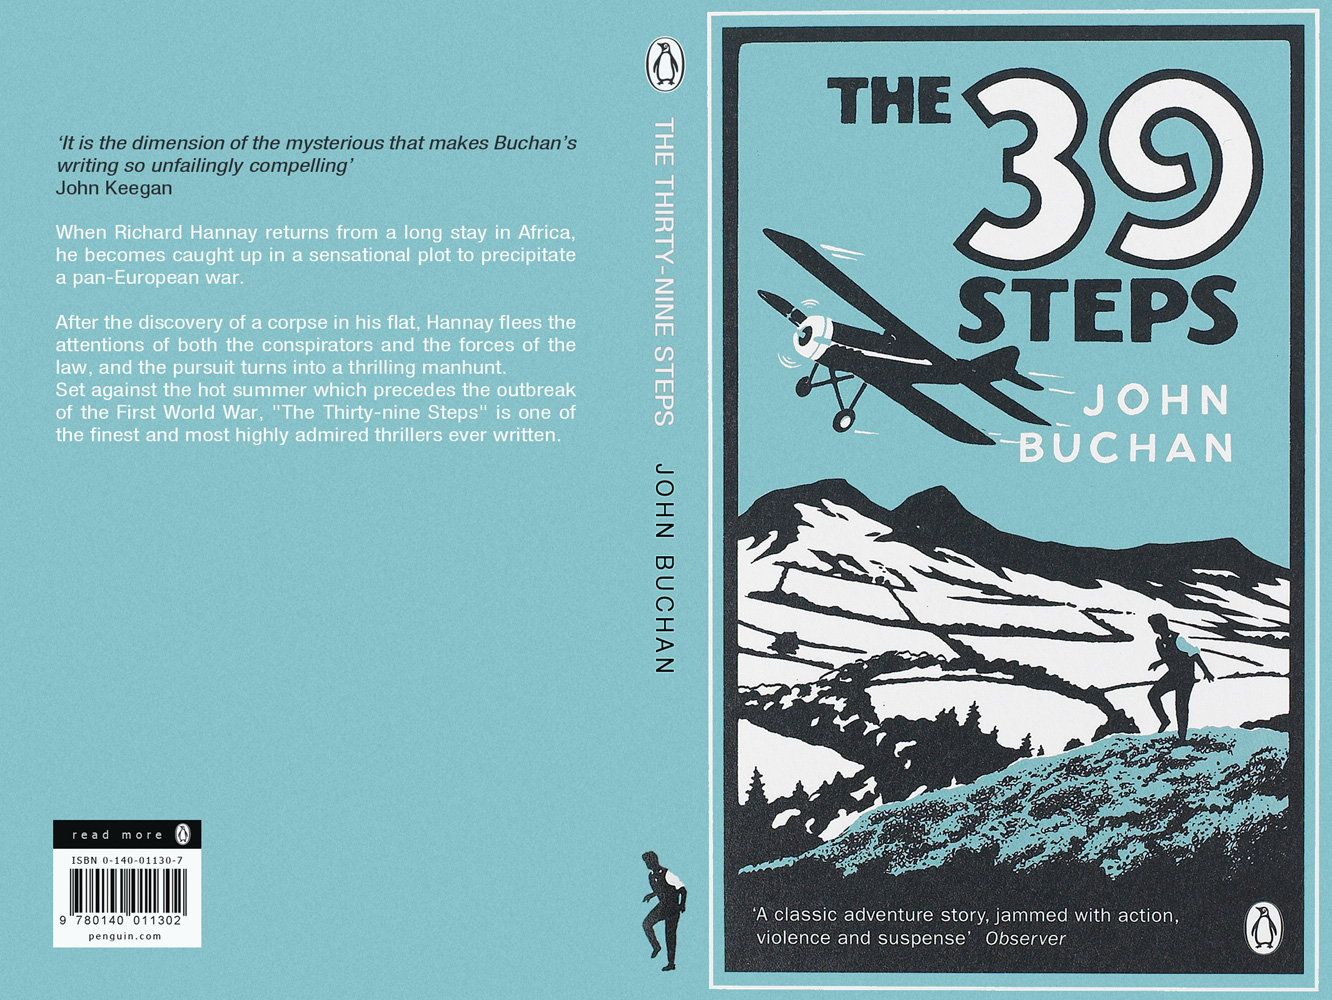 ‘It is the dimension of the mysterious that makes Buchan’s
writing so unfailingly compelling’
John Keegan
When Richard Hannay returns from a long stay in Africa,
he becomes caught up in a sensational plot to precipitate
a pan-European war.
After the discovery of a corpse in his flat, Hannay flees the
attentions of both the conspirators and the forces of the
law, and the pursuit turns into a thrilling manhunt.
Set against the hot summer which precedes the outbreak
of the First World War, "The Thirty-nine Steps" is one of
the finest and most highly admired thrillers ever written.
read more
ISBN 0-140-01130-7
9 780140 011302
penguin.com
THE THIRTY-NINE STEPS JOHN BUCHAN
THE 39
STEPS
JOHN
BUCHAN
‘A classic adventure story, jammed with action,
violence and suspense’ Observer